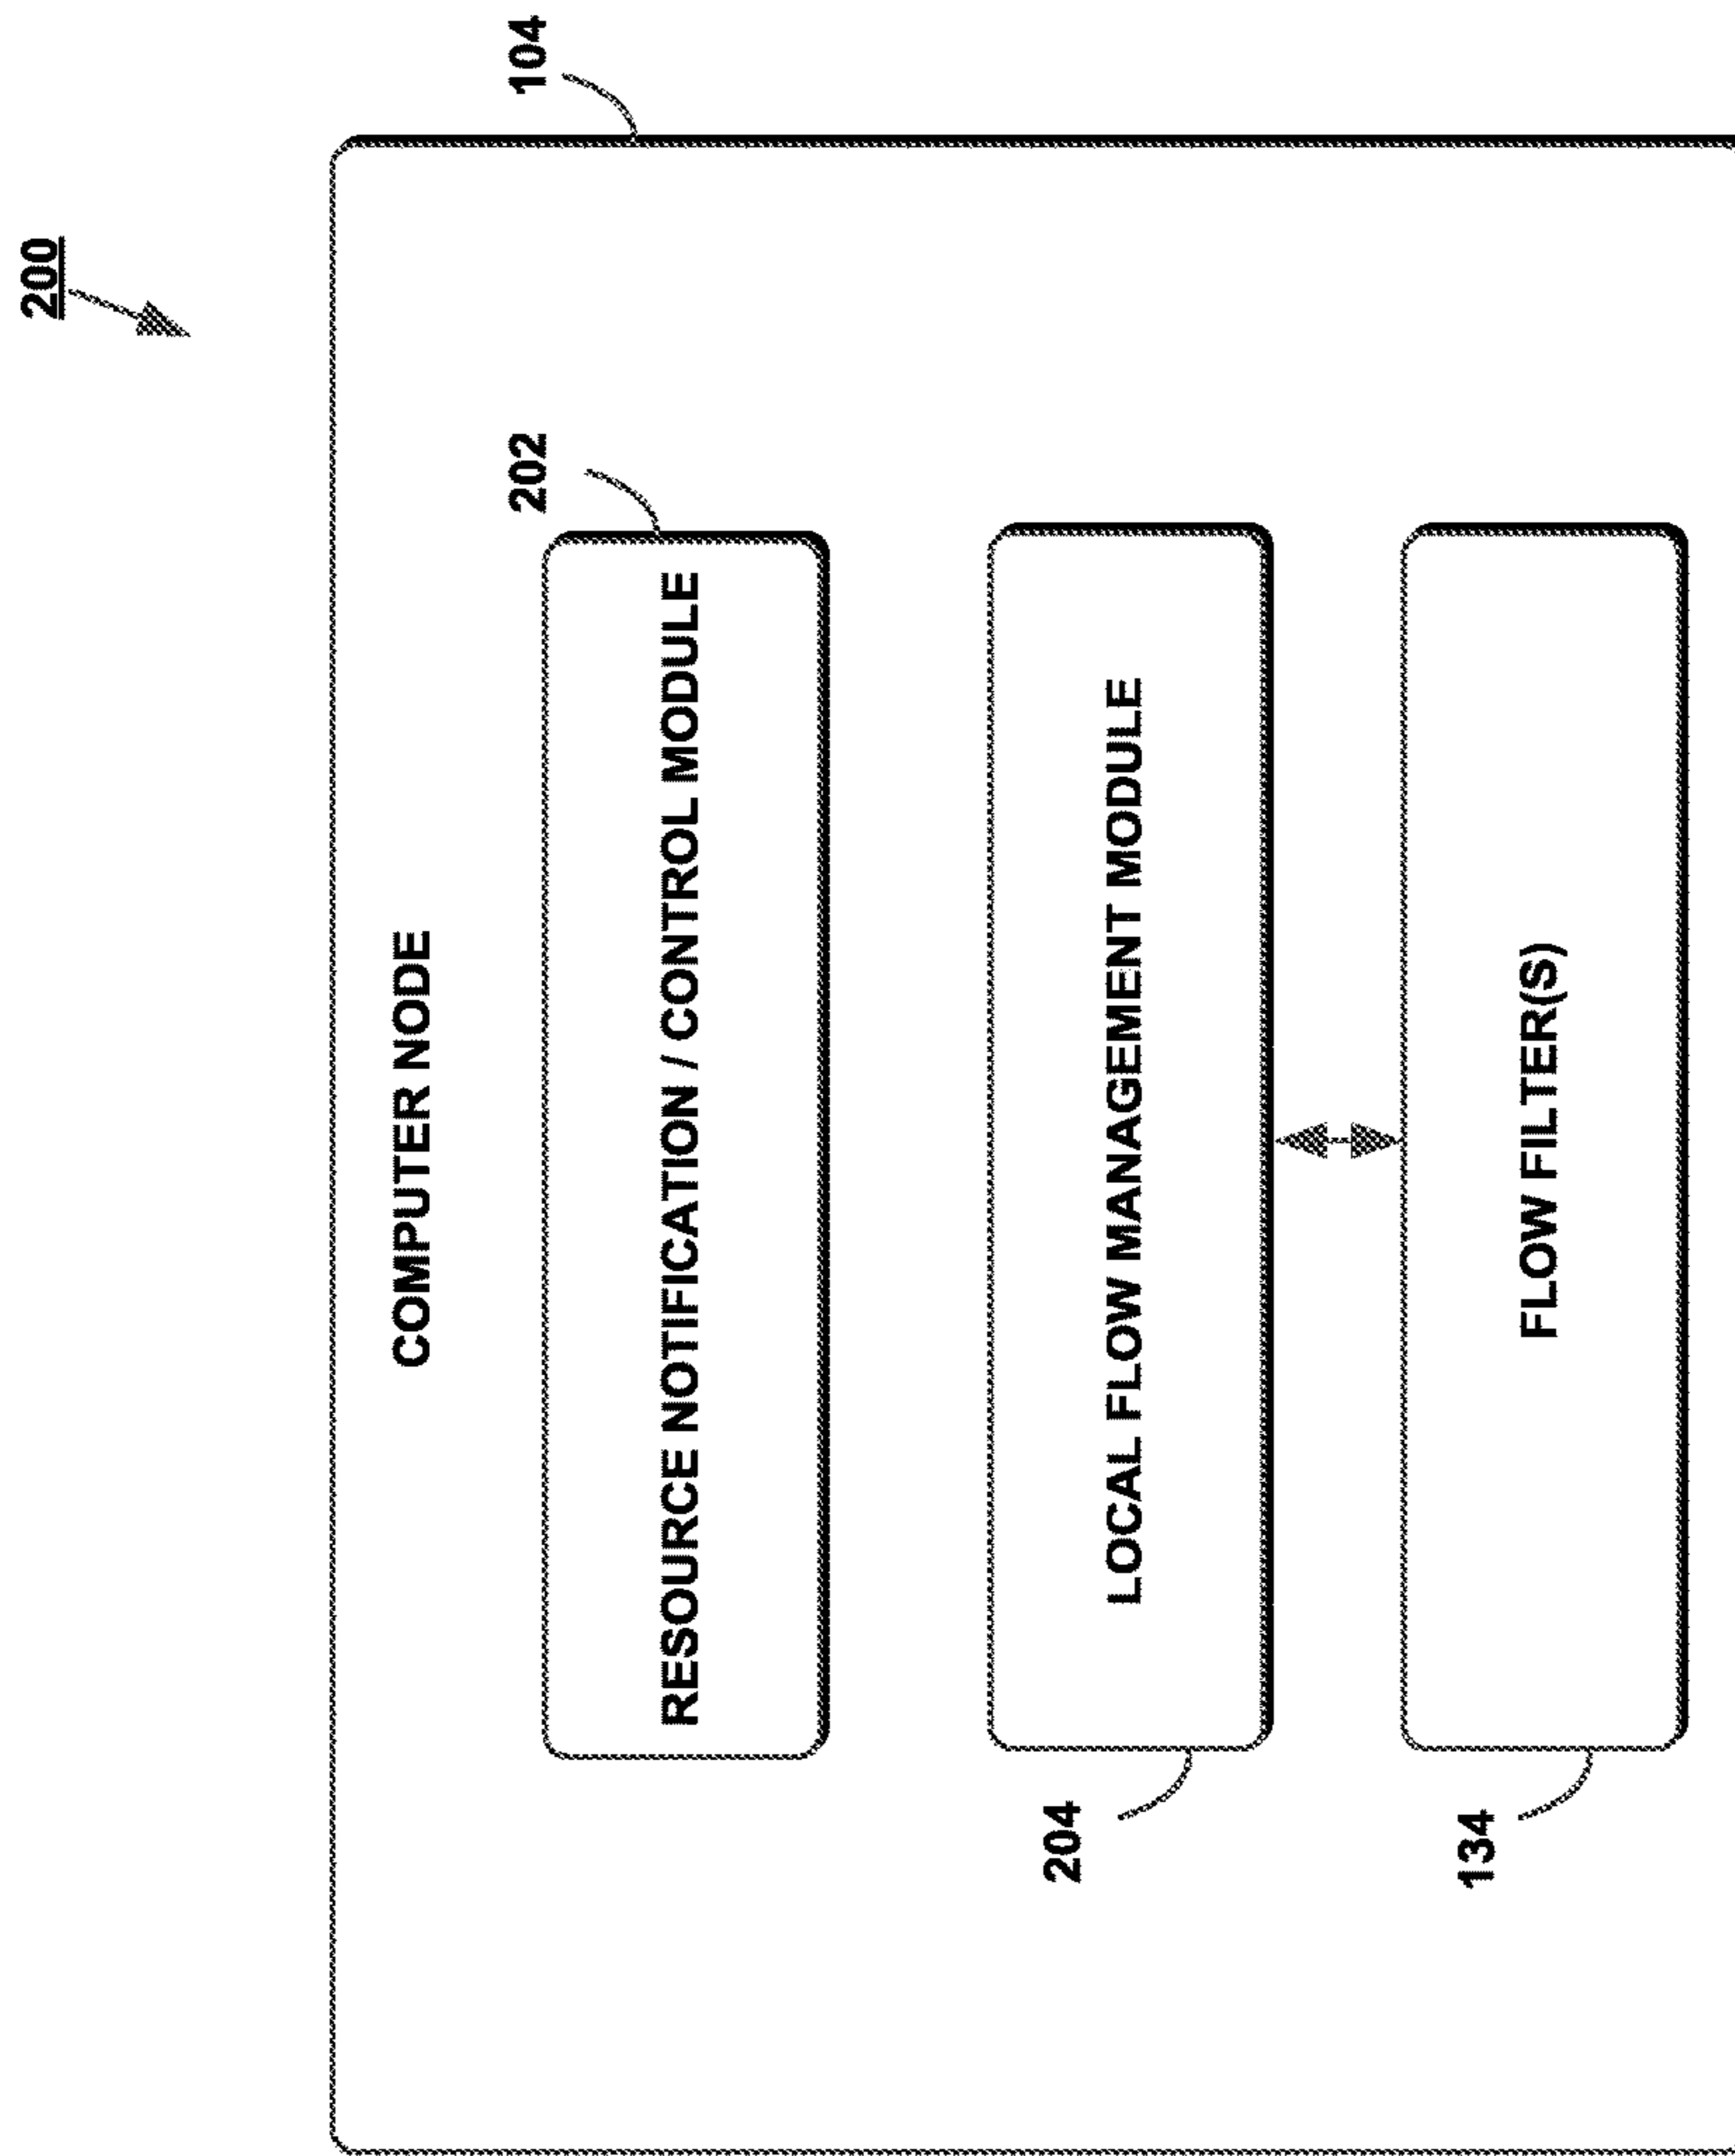 200
104
COMPUTER NODE
202
RESOURCE NOTIFICATION / CONTROL MODULE
204
LOCAL FLOW MANAGEMENT MODULE
134
FLOW FILTER(S)